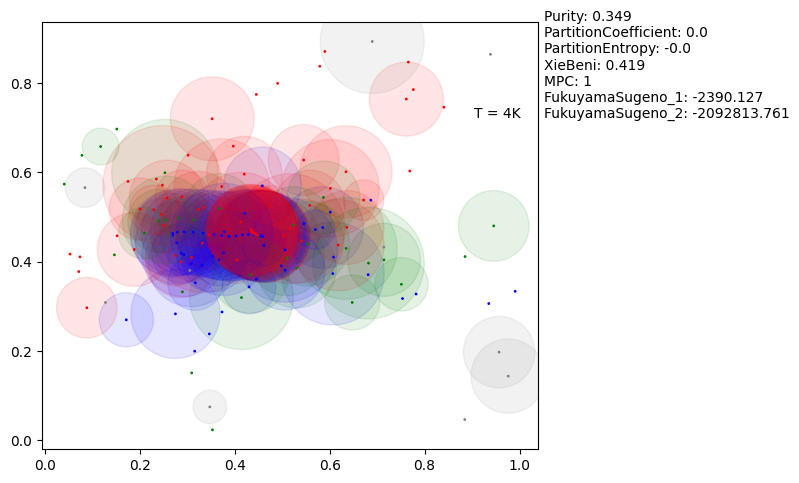 Purity: 0.349
PartitionCoefficient: 0.0
PartitionEntropy: -0.0
XieBeni: 0.419
MPC: 1
FukuyamaSugeno_1: -2390.127
FukuyamaSugeno_2: -2092813.761
T = 4K
0.8
0.6
0.4
0.2
0.0
0.0 0.2 0.4 0.6 0.8 1.0